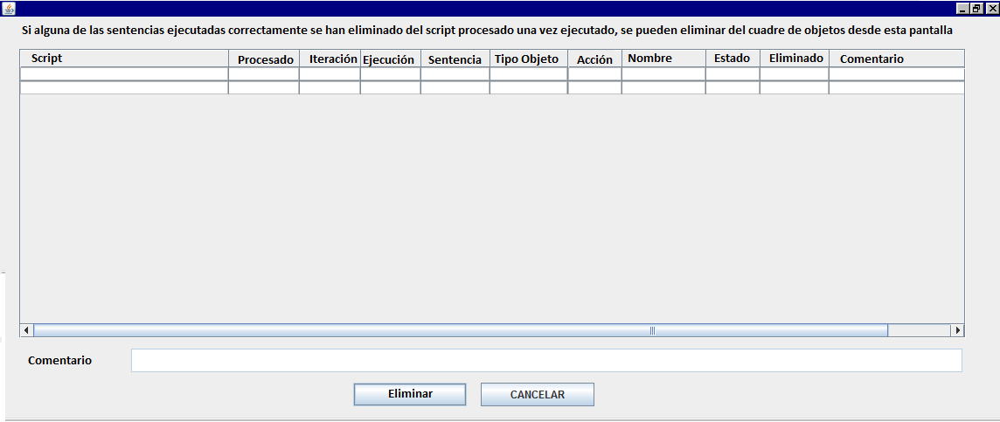 Si alguna de las sentencias ejecutadas correctamente se han eliminado del script procesado una vez ejecutado, se pueden eliminar del cuadre de objetos desde esta pantalla
Script Procesado Iteración Ejecución Sentencia Tipo Objeto Acción Nombre Estado Eliminado Comentario
Comentario
Eliminar CANCELAR